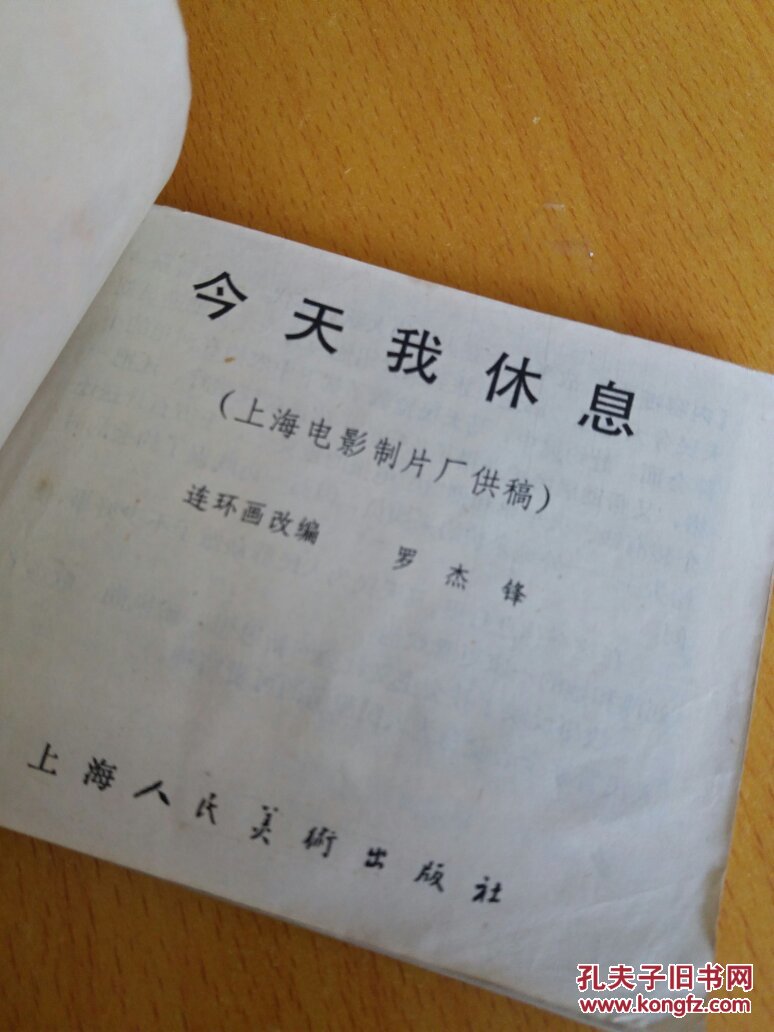 今天我休息
(上海电影制片厂供稿)
连环画改编 罗杰锋
上海人民美術出版社
孔夫子旧书网
www.kongfz.com